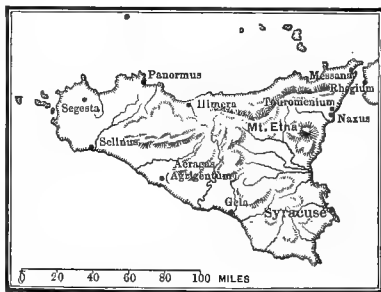 Panormus
Messana
Rhegium
Segesta
Himera
Touromenium
Naxus
Mt. Etna
Selinus
Acragas
(Agrigentum)
Gela
Syracuse
0 20 40 60 80 100 MILES